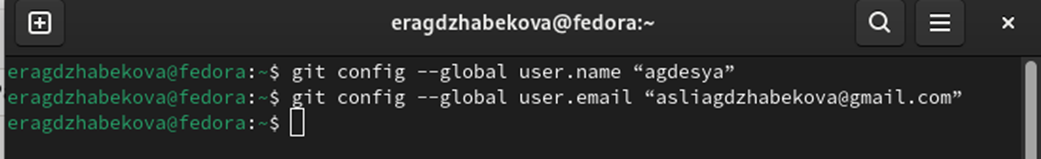 eragdzhabekova@fedora:~
eragdzhabekova@fedora:~$ git config --global user.name “agdesya”
eragdzhabekova@fedora:~$ git config --global user.email “asliagdzhabekova@gmail.com”
eragdzhabekova@fedora:~$